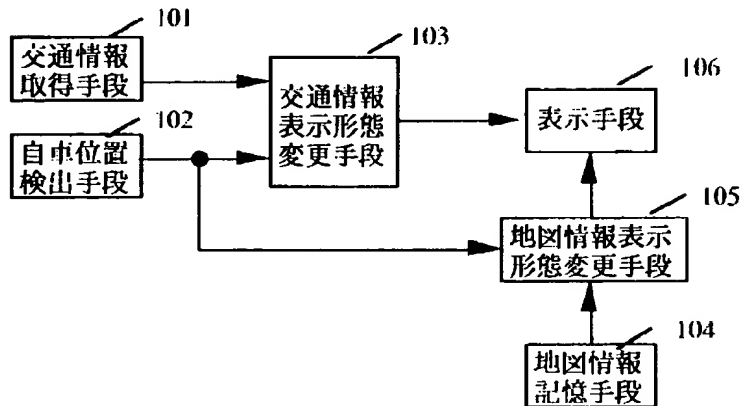 101
交通情報
取得手段
102
自車位置
検出手段
103
交通情報
表示形態
変更手段
106
表示手段
105
地図情報表示
形態変更手段
104
地図情報
記憶手段